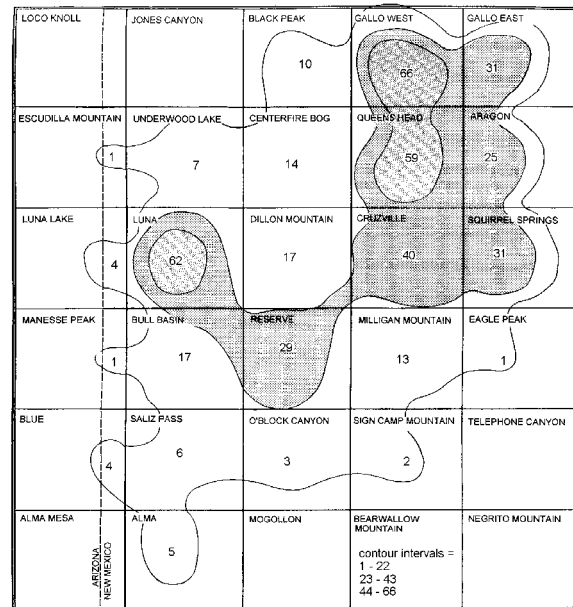 LOCO KNOLL
JONES CANYON
BLACK PEAK
GALLO WEST
GALLO EAST
10
66
31
ESCUDILLA MOUNTAIN
UNDERWOOD LAKE
CENTERFIRE BOG
QUEENS HEAD
ARAGON
1
7
14
59
25
LUNA LAKE
LUNA
DILLON MOUNTAIN
CRUZVILLE
SQUIRREL SPRINGS
4
62
17
40
31
MANESSE PEAK
BULL BASIN
RESERVE
MILLIGAN MOUNTAIN
EAGLE PEAK
1
17
29
13
1
BLUE
SALIZ PASS
O'BLOCK CANYON
SIGN CAMP MOUNTAIN
TELEPHONE CANYON
4
6
3
2
ALMA MESA
ALMA
MOGOLLON
BEARWALLOW
MOUNTAIN
NEGRITO MOUNTAIN
5
ARIZONA
NEW MEXICO
contour intervals =
1 - 22
23 - 43
44 - 66